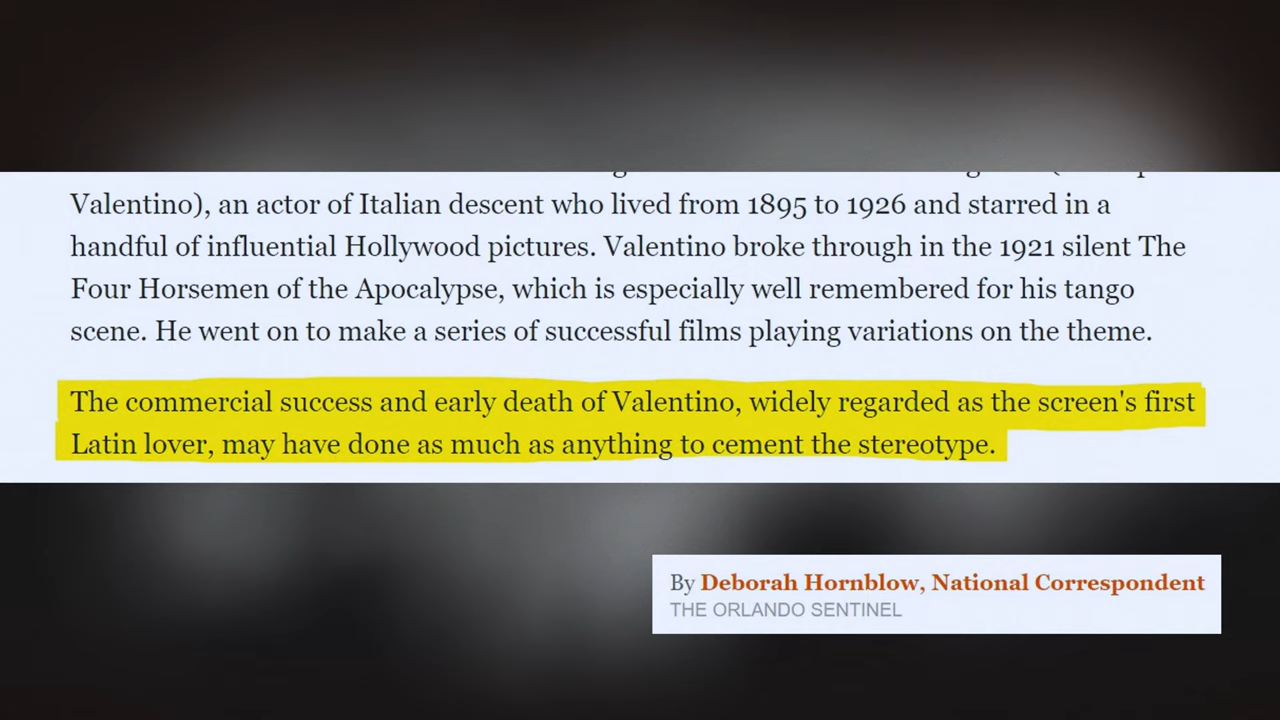 Valentino), an actor of Italian descent who lived from 1895 to 1926 and starred in a
handful of influential Hollywood pictures. Valentino broke through in the 1921 silent The
Four Horsemen of the Apocalypse, which is especially well remembered for his tango
scene. He went on to make a series of successful films playing variations on the theme.
The commercial success and early death of Valentino, widely regarded as the screen's first
Latin lover, may have done as much as anything to cement the stereotype.
By Deborah Hornblow, National Correspondent
THE ORLANDO SENTINEL